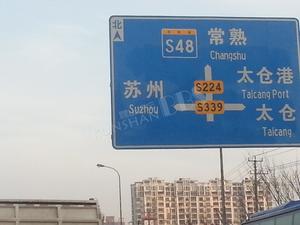 北
S48 常熟
Changshu
太仓港
Taicang Port
苏州
Suzhou
S224
S339
太仓
Taicang